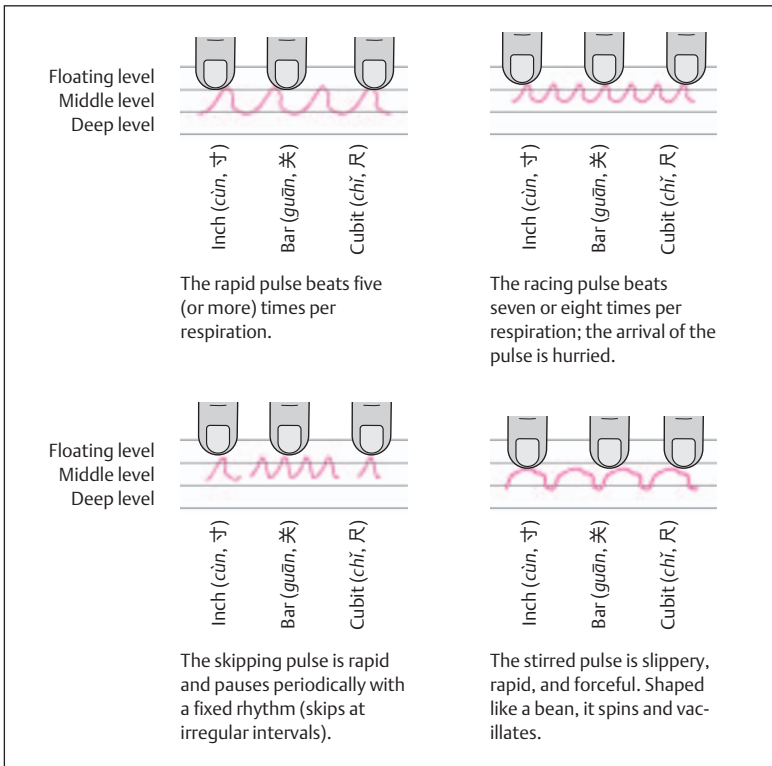 Floating level
Middle level
Deep level
Inch (cùn, 寸)
Bar (guān, 关)
Cubit (chǐ, 尺)
The rapid pulse beats five
(or more) times per
respiration.
Inch (cùn, 寸)
Bar (guān, 关)
Cubit (chǐ, 尺)
The racing pulse beats
seven or eight times per
respiration; the arrival of the
pulse is hurried.
Floating level
Middle level
Deep level
Inch (cùn, 寸)
Bar (guān, 关)
Cubit (chǐ, 尺)
The skipping pulse is rapid
and pauses periodically with
a fixed rhythm (skips at
irregular intervals).
Inch (cùn, 寸)
Bar (guān, 关)
Cubit (chǐ, 尺)
The stirred pulse is slippery,
rapid, and forceful. Shaped
like a bean, it spins and vac-
illates.